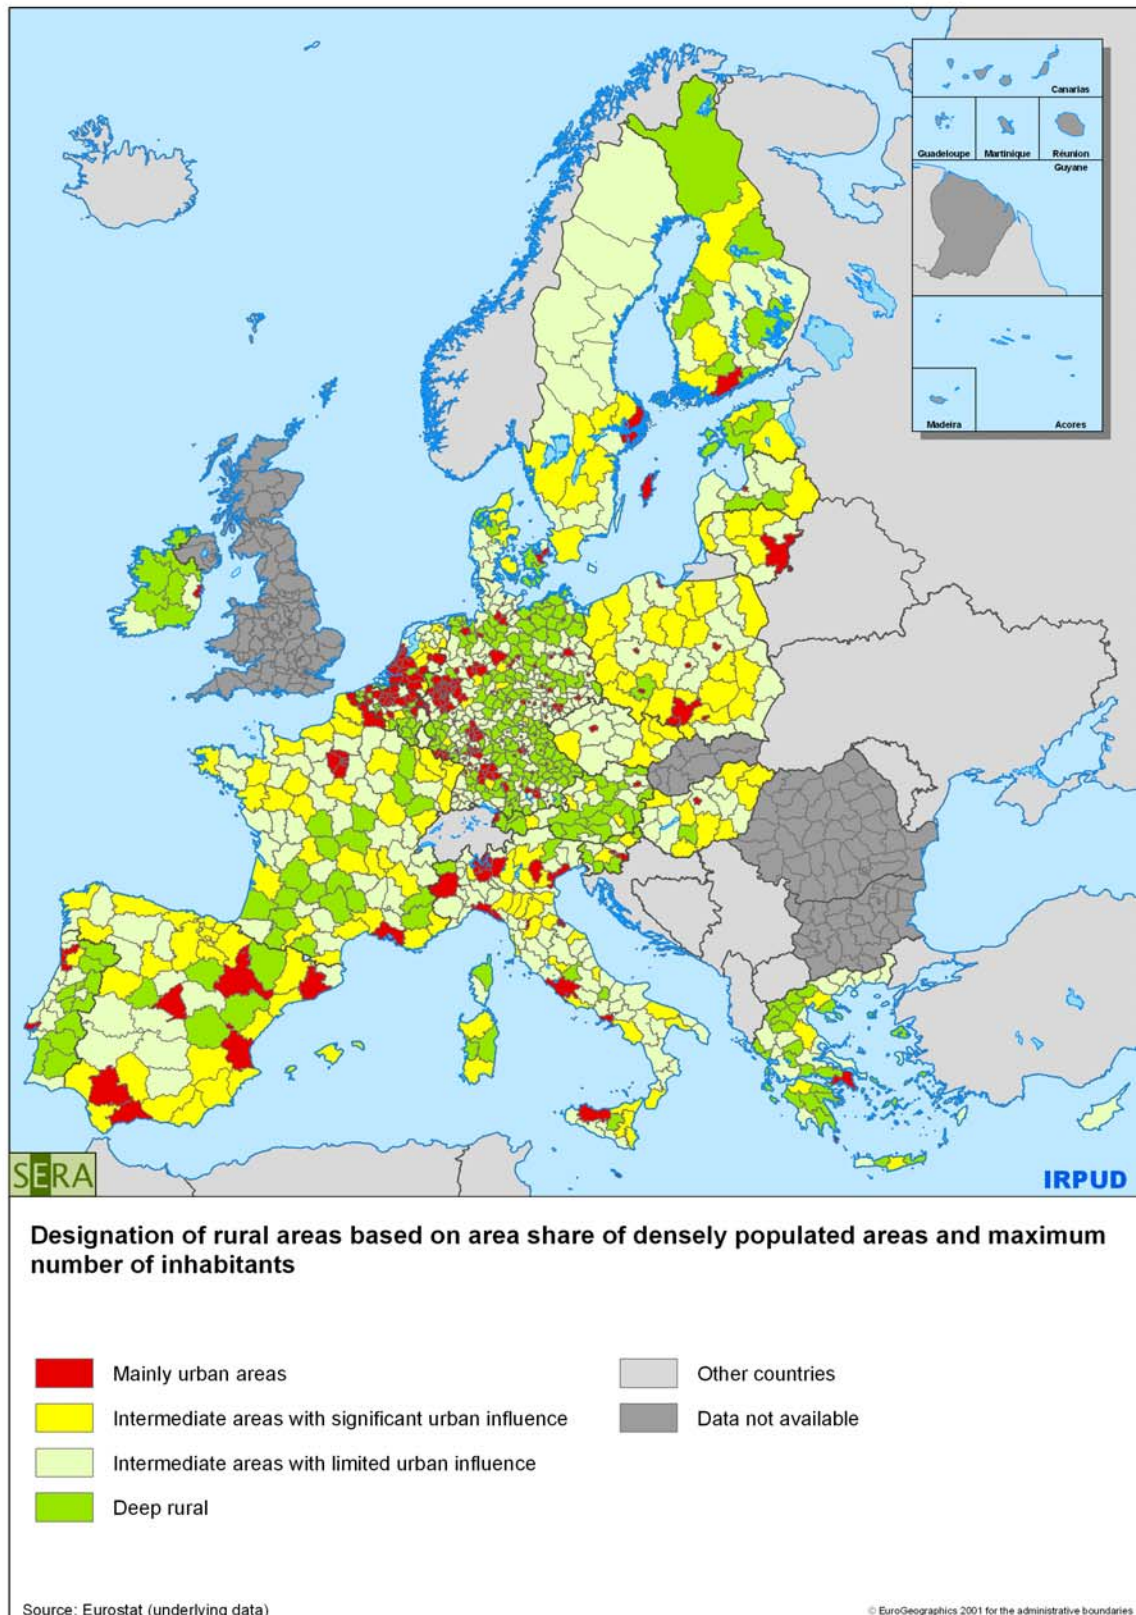 Canarias
Guadeloupe
Martinique
Réunion
Guyane
Madeira
Acores
SERA
IRPUD
Designation of rural areas based on area share of densely populated areas and maximum
number of inhabitants
Mainly urban areas
Intermediate areas with significant urban influence
Intermediate areas with limited urban influence
Deep rural
Other countries
Data not available
Source: Eurostat (underlying data)
© EuroGeographics 2001 for the administrative boundaries